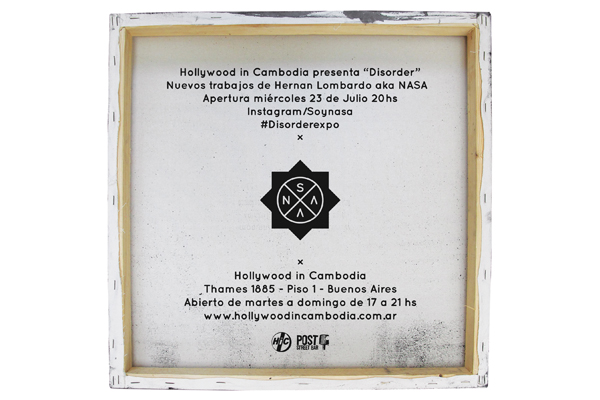 Hollywood in Cambodia presenta “Disorder”
Nuevos trabajos de Hernan Lombardo aka NASA
Apertura miércoles 23 de Julio 20hs
Instagram/Soynasa
#Disorderexpo
x
S
N A
A
x
Hollywood in Cambodia
Thames 1885 - Piso 1 - Buenos Aires
Abierto de martes a domingo de 17 a 21 hs
www.hollywoodincambodia.com.ar
HIC POST
STREET BAR